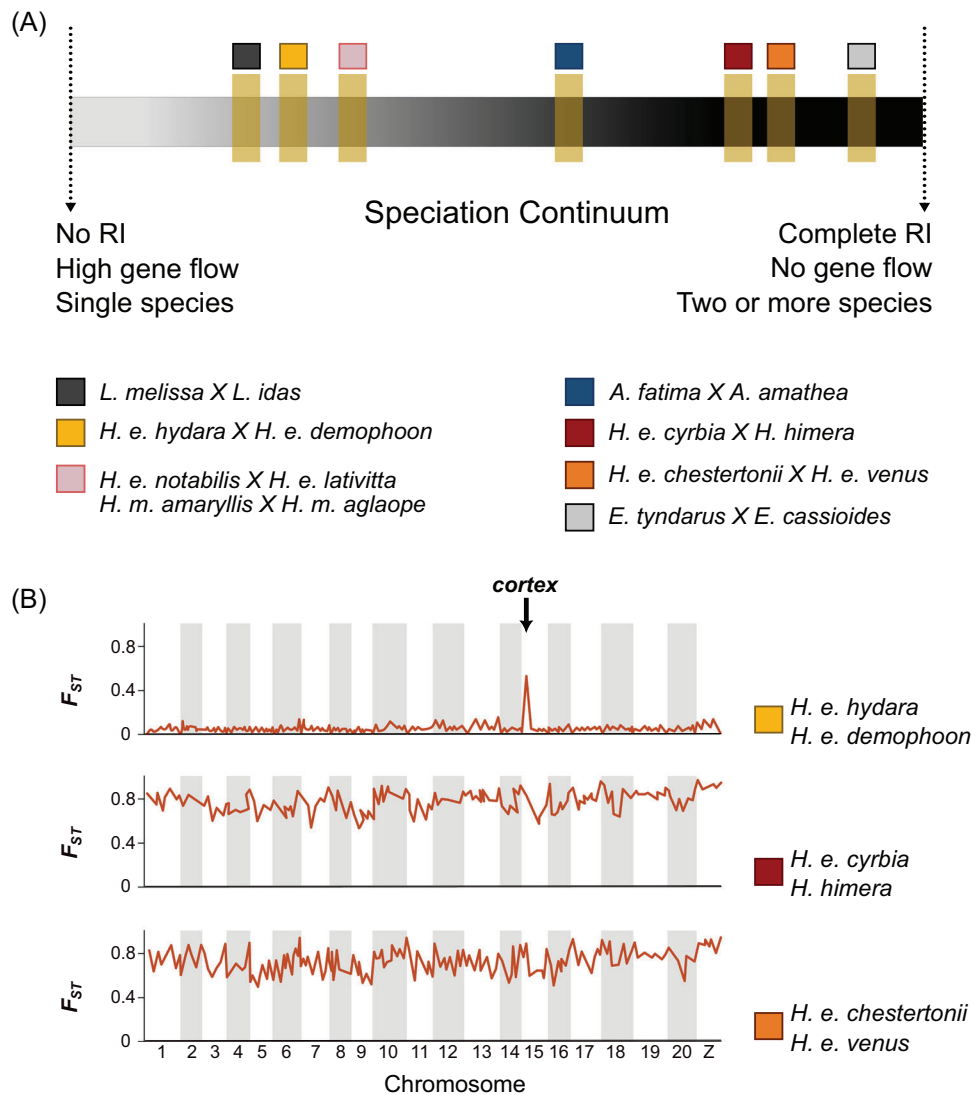 (A)
Speciation Continuum
No RI
High gene flow
Single species
Complete RI
No gene flow
Two or more species
L. melissa X L. idas
H. e. hydara X H. e. demophoon
H. e. notabilis X H. e. lativitta
H. m. amaryllis X H. m. aglaope
A. fatima X A. amathea
H. e. cyrbia X H. himera
H. e. chestertonii X H. e. venus
E. tyndarus X E. cassioides
(B)
cortex
0.8
0.4
0
FST
H. e. hydara
H. e. demophoon
0.8
0.4
0
FST
H. e. cyrbia
H. himera
0.8
0.4
0
FST
H. e. chestertonii
H. e. venus
1 2 3 4 5 6 7 8 9 10 11 12 13 14 15 16 17 18 19 20 Z
Chromosome